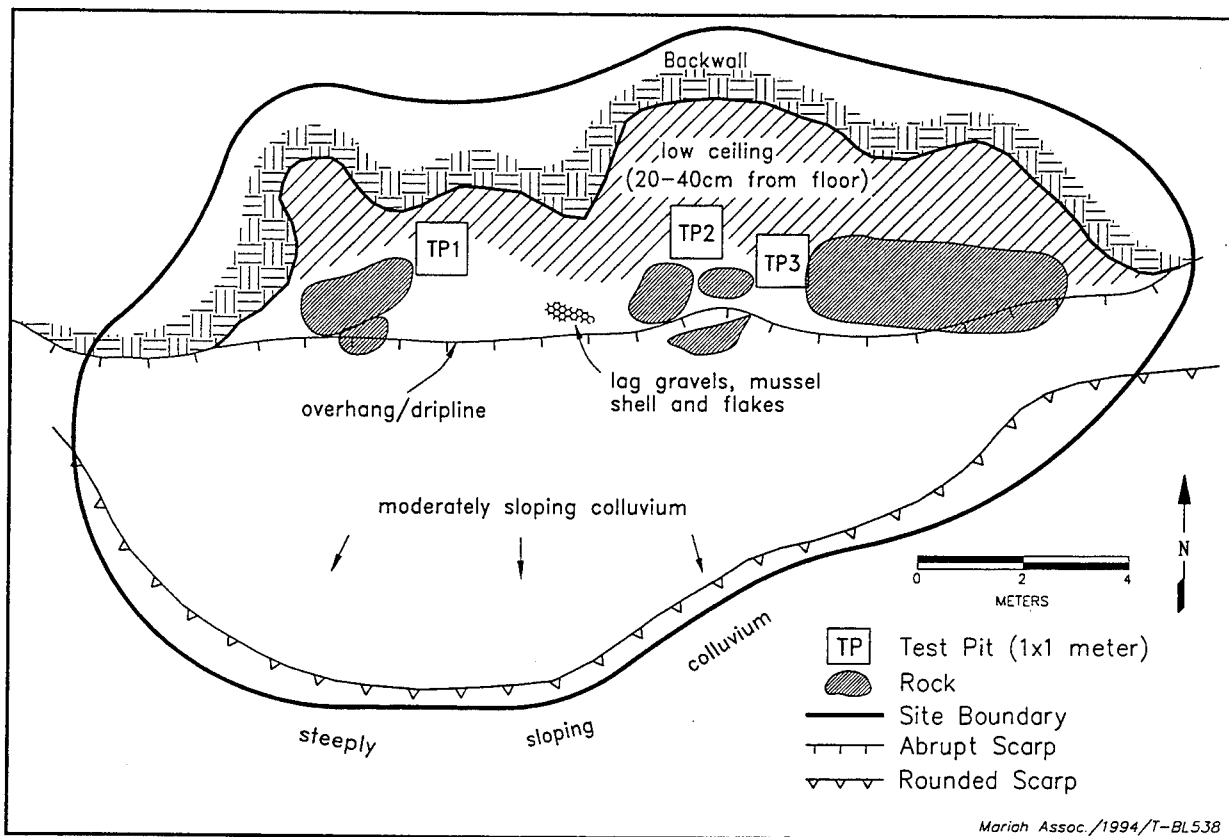 Backwall
low ceiling
(20-40cm from floor)
TP1
TP2
TP3
lag gravels, mussel
shell and flakes
overhang/dripline
moderately sloping colluvium
N
0 2 4
METERS
colluvium
sloping
steeply
TP Test Pit (1x1 meter)
Rock
Site Boundary
Abrupt Scarp
Rounded Scarp
Mariah Assoc./1994/T-BL538